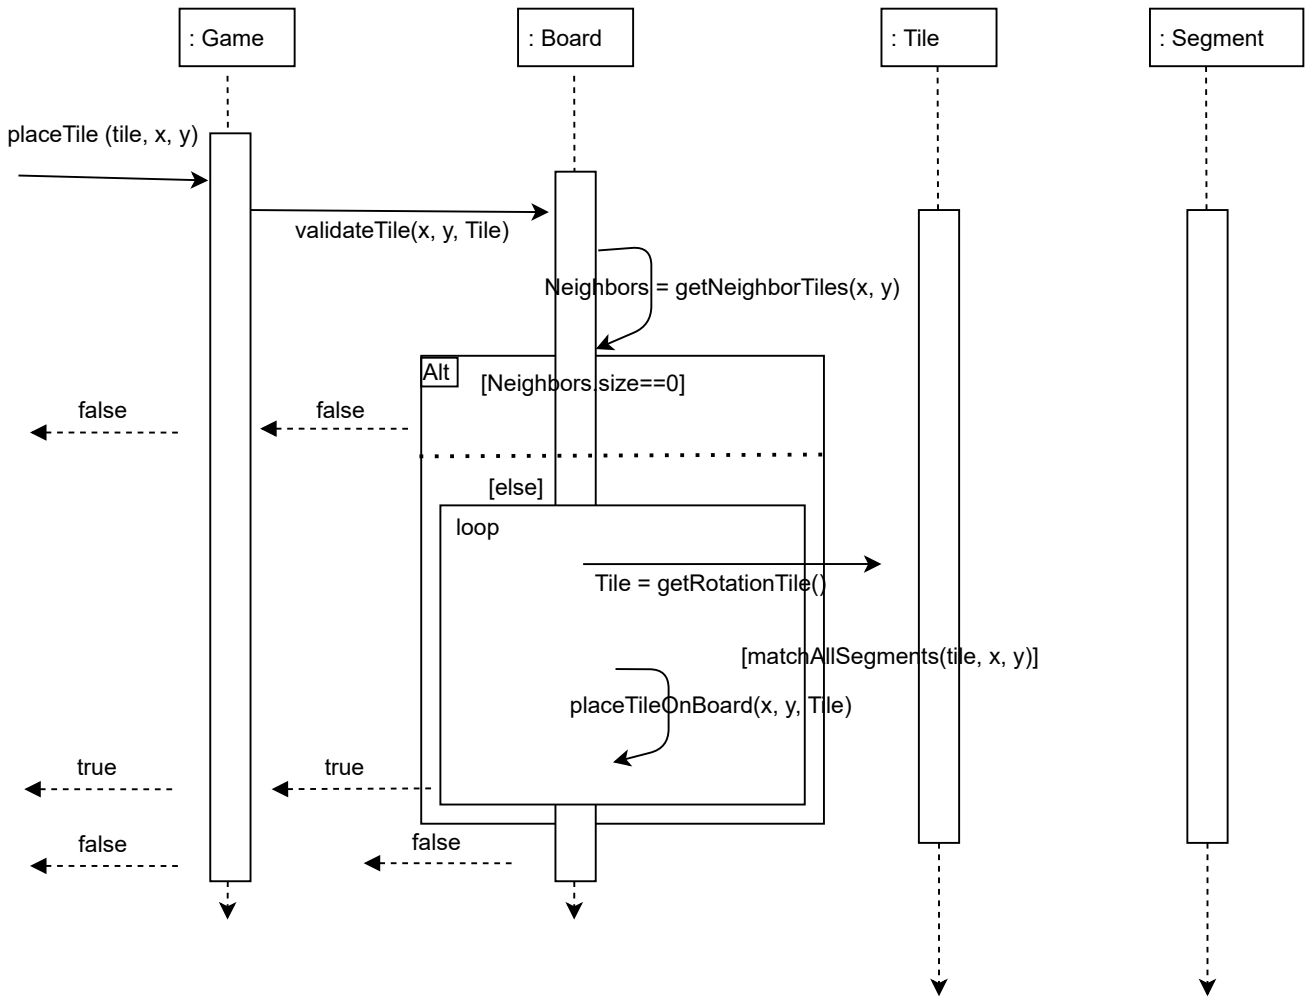 : Game
: Board
: Tile
: Segment
placeTile (tile, x, y)
validateTile(x, y, Tile)
Neighbors = getNeighborTiles(x, y)
Alt
[Neighbors.size==0]
false
false
[else]
loop
Tile = getRotationTile()
[matchAllSegments(tile, x, y)]
placeTileOnBoard(x, y, Tile)
true
true
false
false